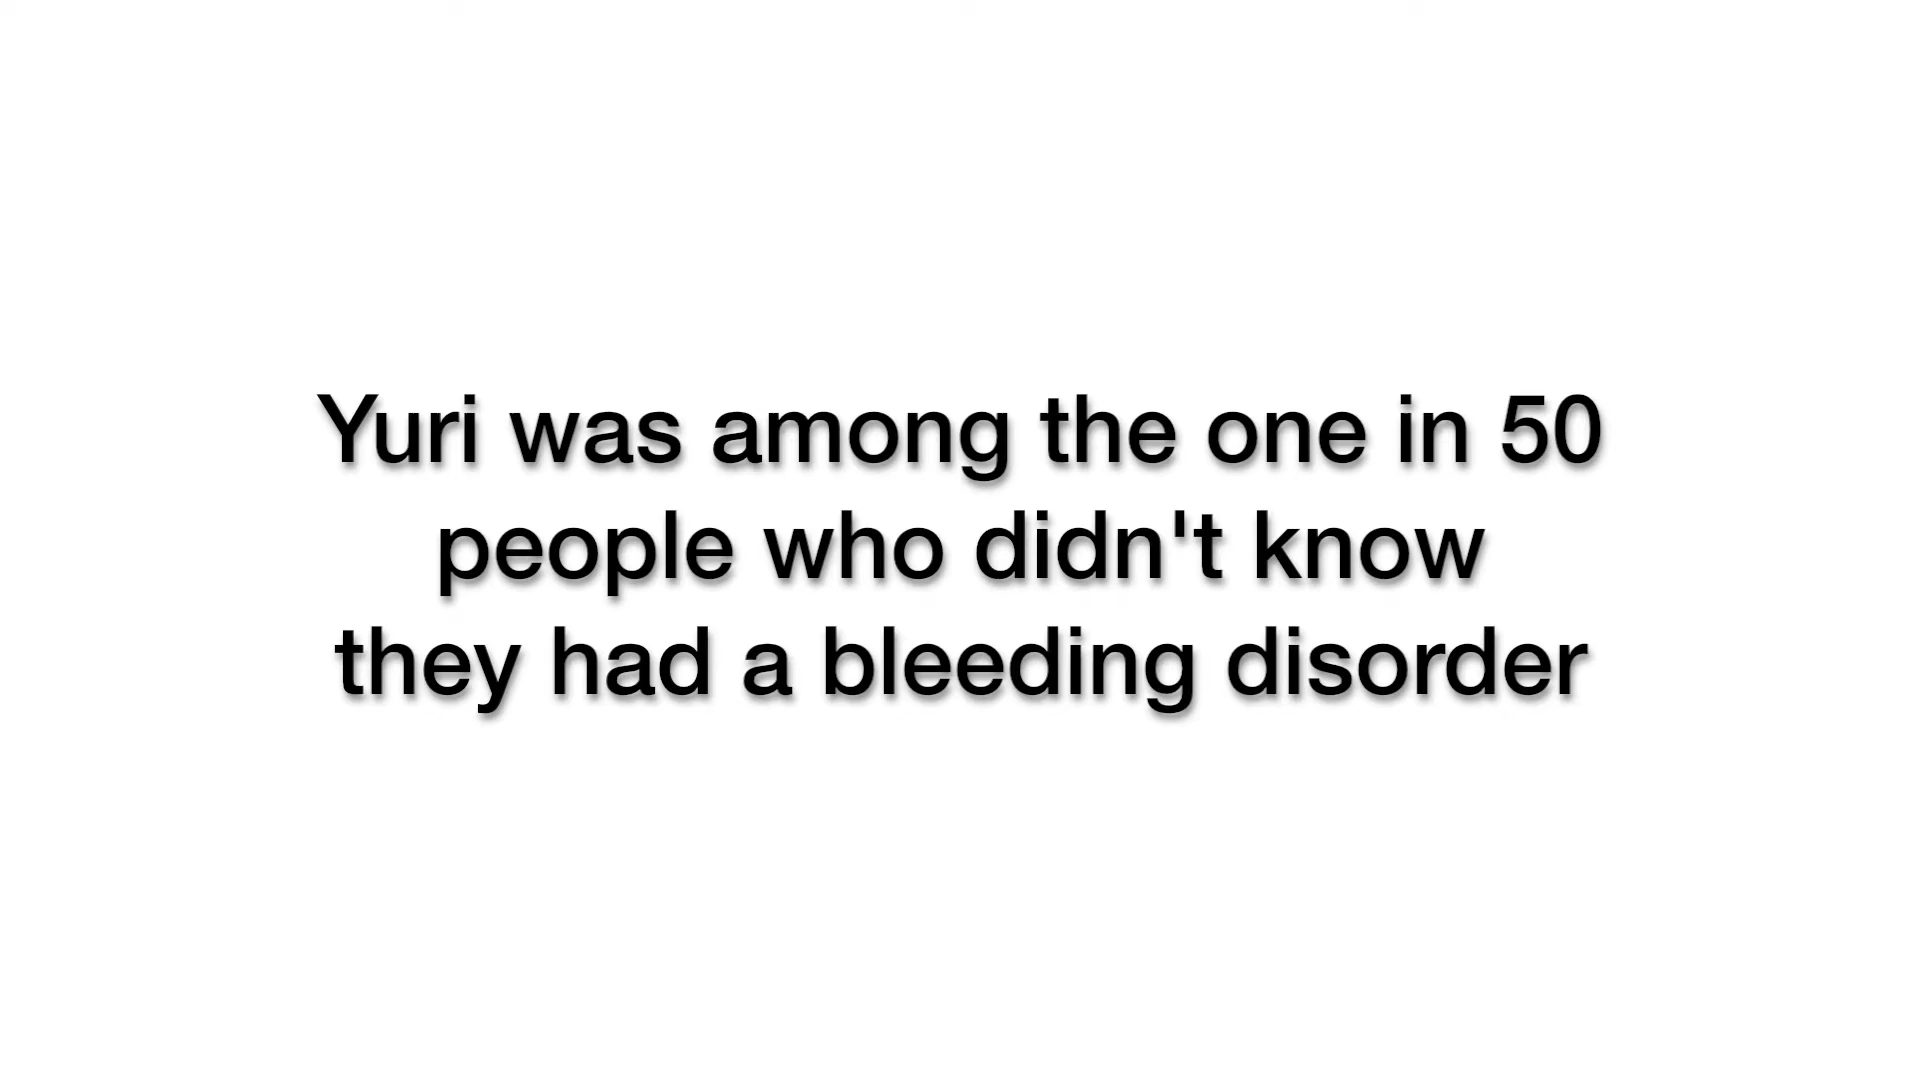 Yuri was among the one in 50
people who didn't know
they had a bleeding disorder